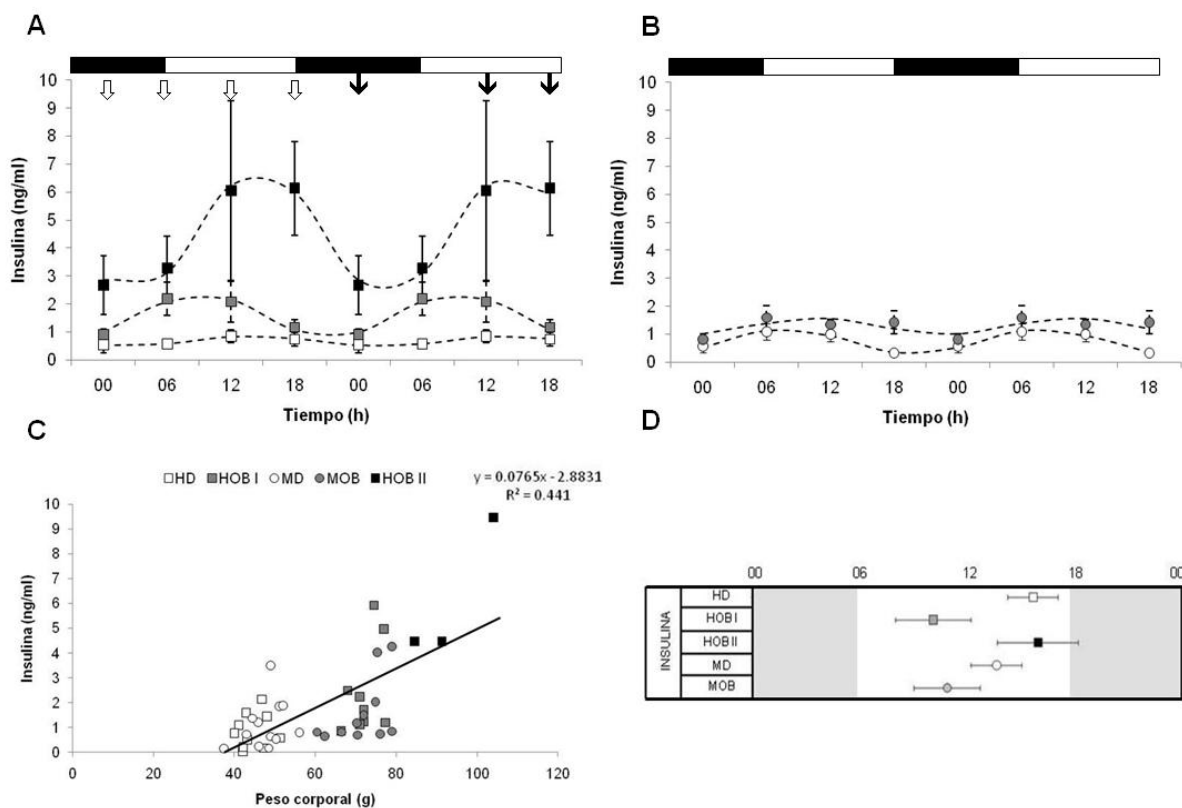 A
10
9
8
7
6
5
4
3
2
1
0
Insulina (ng/ml)
00 06 12 18 00 06 12 18
Tiempo (h)
B
10
9
8
7
6
5
4
3
2
1
0
Insulina (ng/ml)
00 06 12 18 00 06 12 18
Tiempo (h)
C
HD HOB I MD MOB HOB II
y = 0.0765x - 2.8831
R² = 0.441
10
9
8
7
6
5
4
3
2
1
0
Insulina (ng/ml)
0 20 40 60 80 100 120
Peso corporal (g)
D
00 06 12 18 00
INSULINA
HD
HOB I
HOB II
MD
MOB